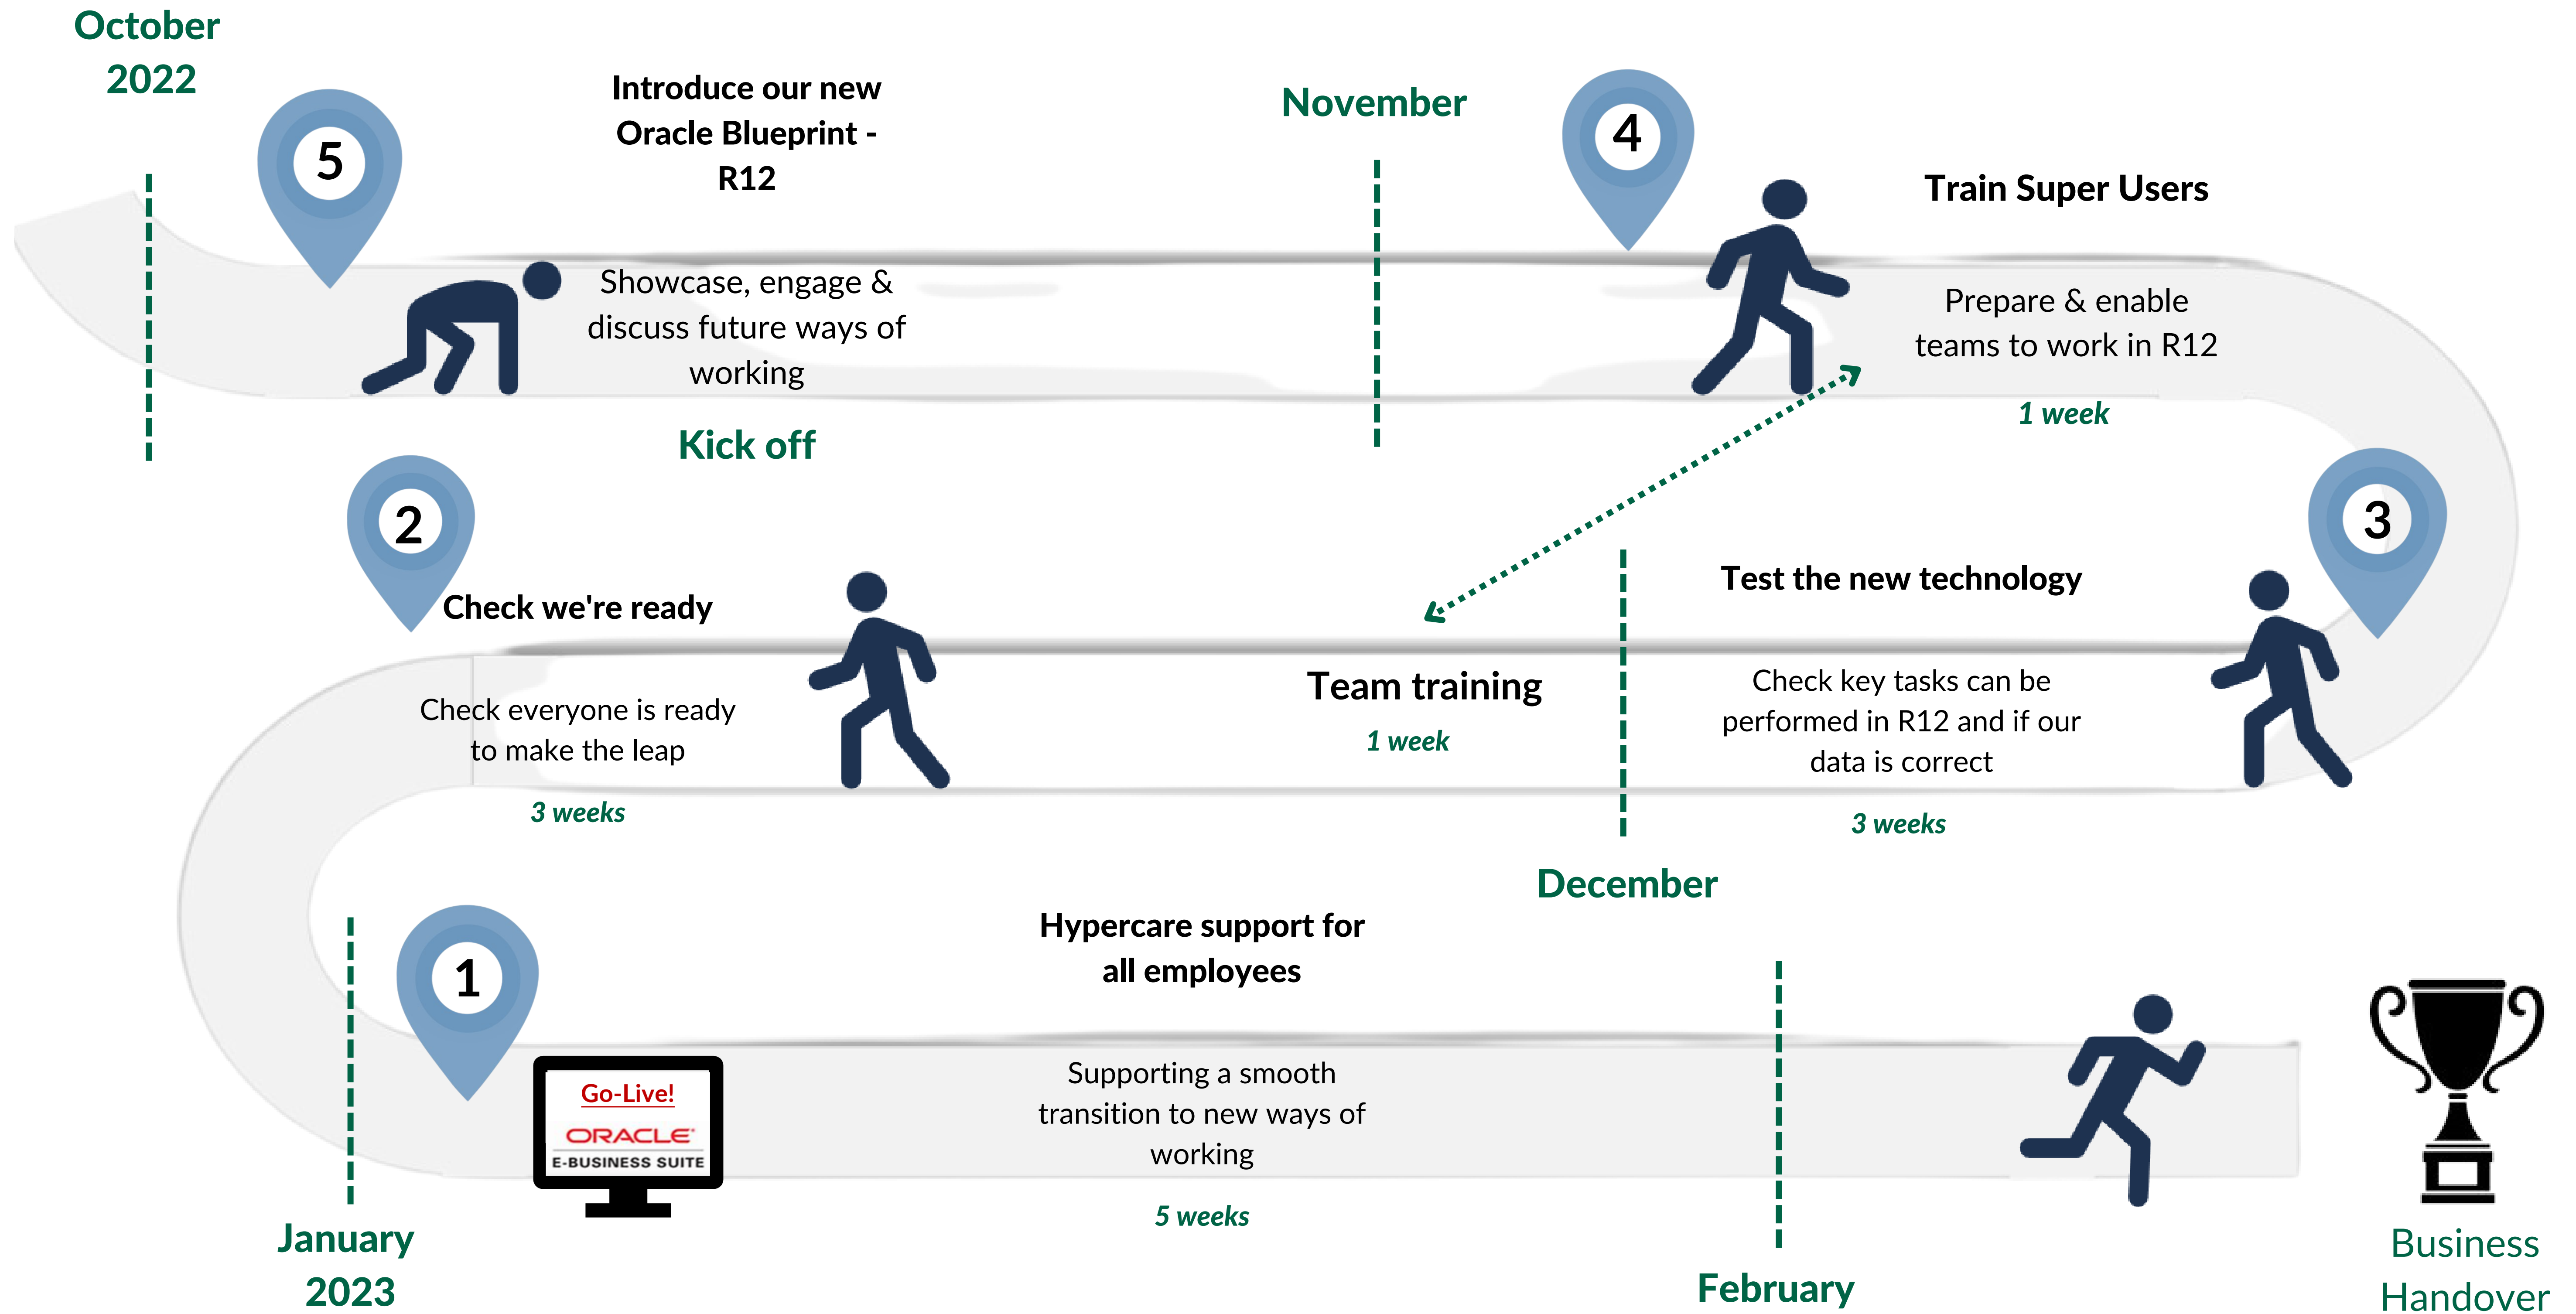 October
2022
5
Introduce our new
Oracle Blueprint -
R12
Showcase, engage &
discuss future ways of
working
Kick off
November
4
Train Super Users
Prepare & enable
teams to work in R12
1 week
3
Test the new technology
Check key tasks can be
performed in R12 and if our
data is correct
3 weeks
December
Team training
1 week
2
Check we're ready
Check everyone is ready
to make the leap
3 weeks
January
2023
1
Go-Live!
ORACLE
E-BUSINESS SUITE
Hypercare support for
all employees
Supporting a smooth
transition to new ways of
working
5 weeks
February
Business
Handover